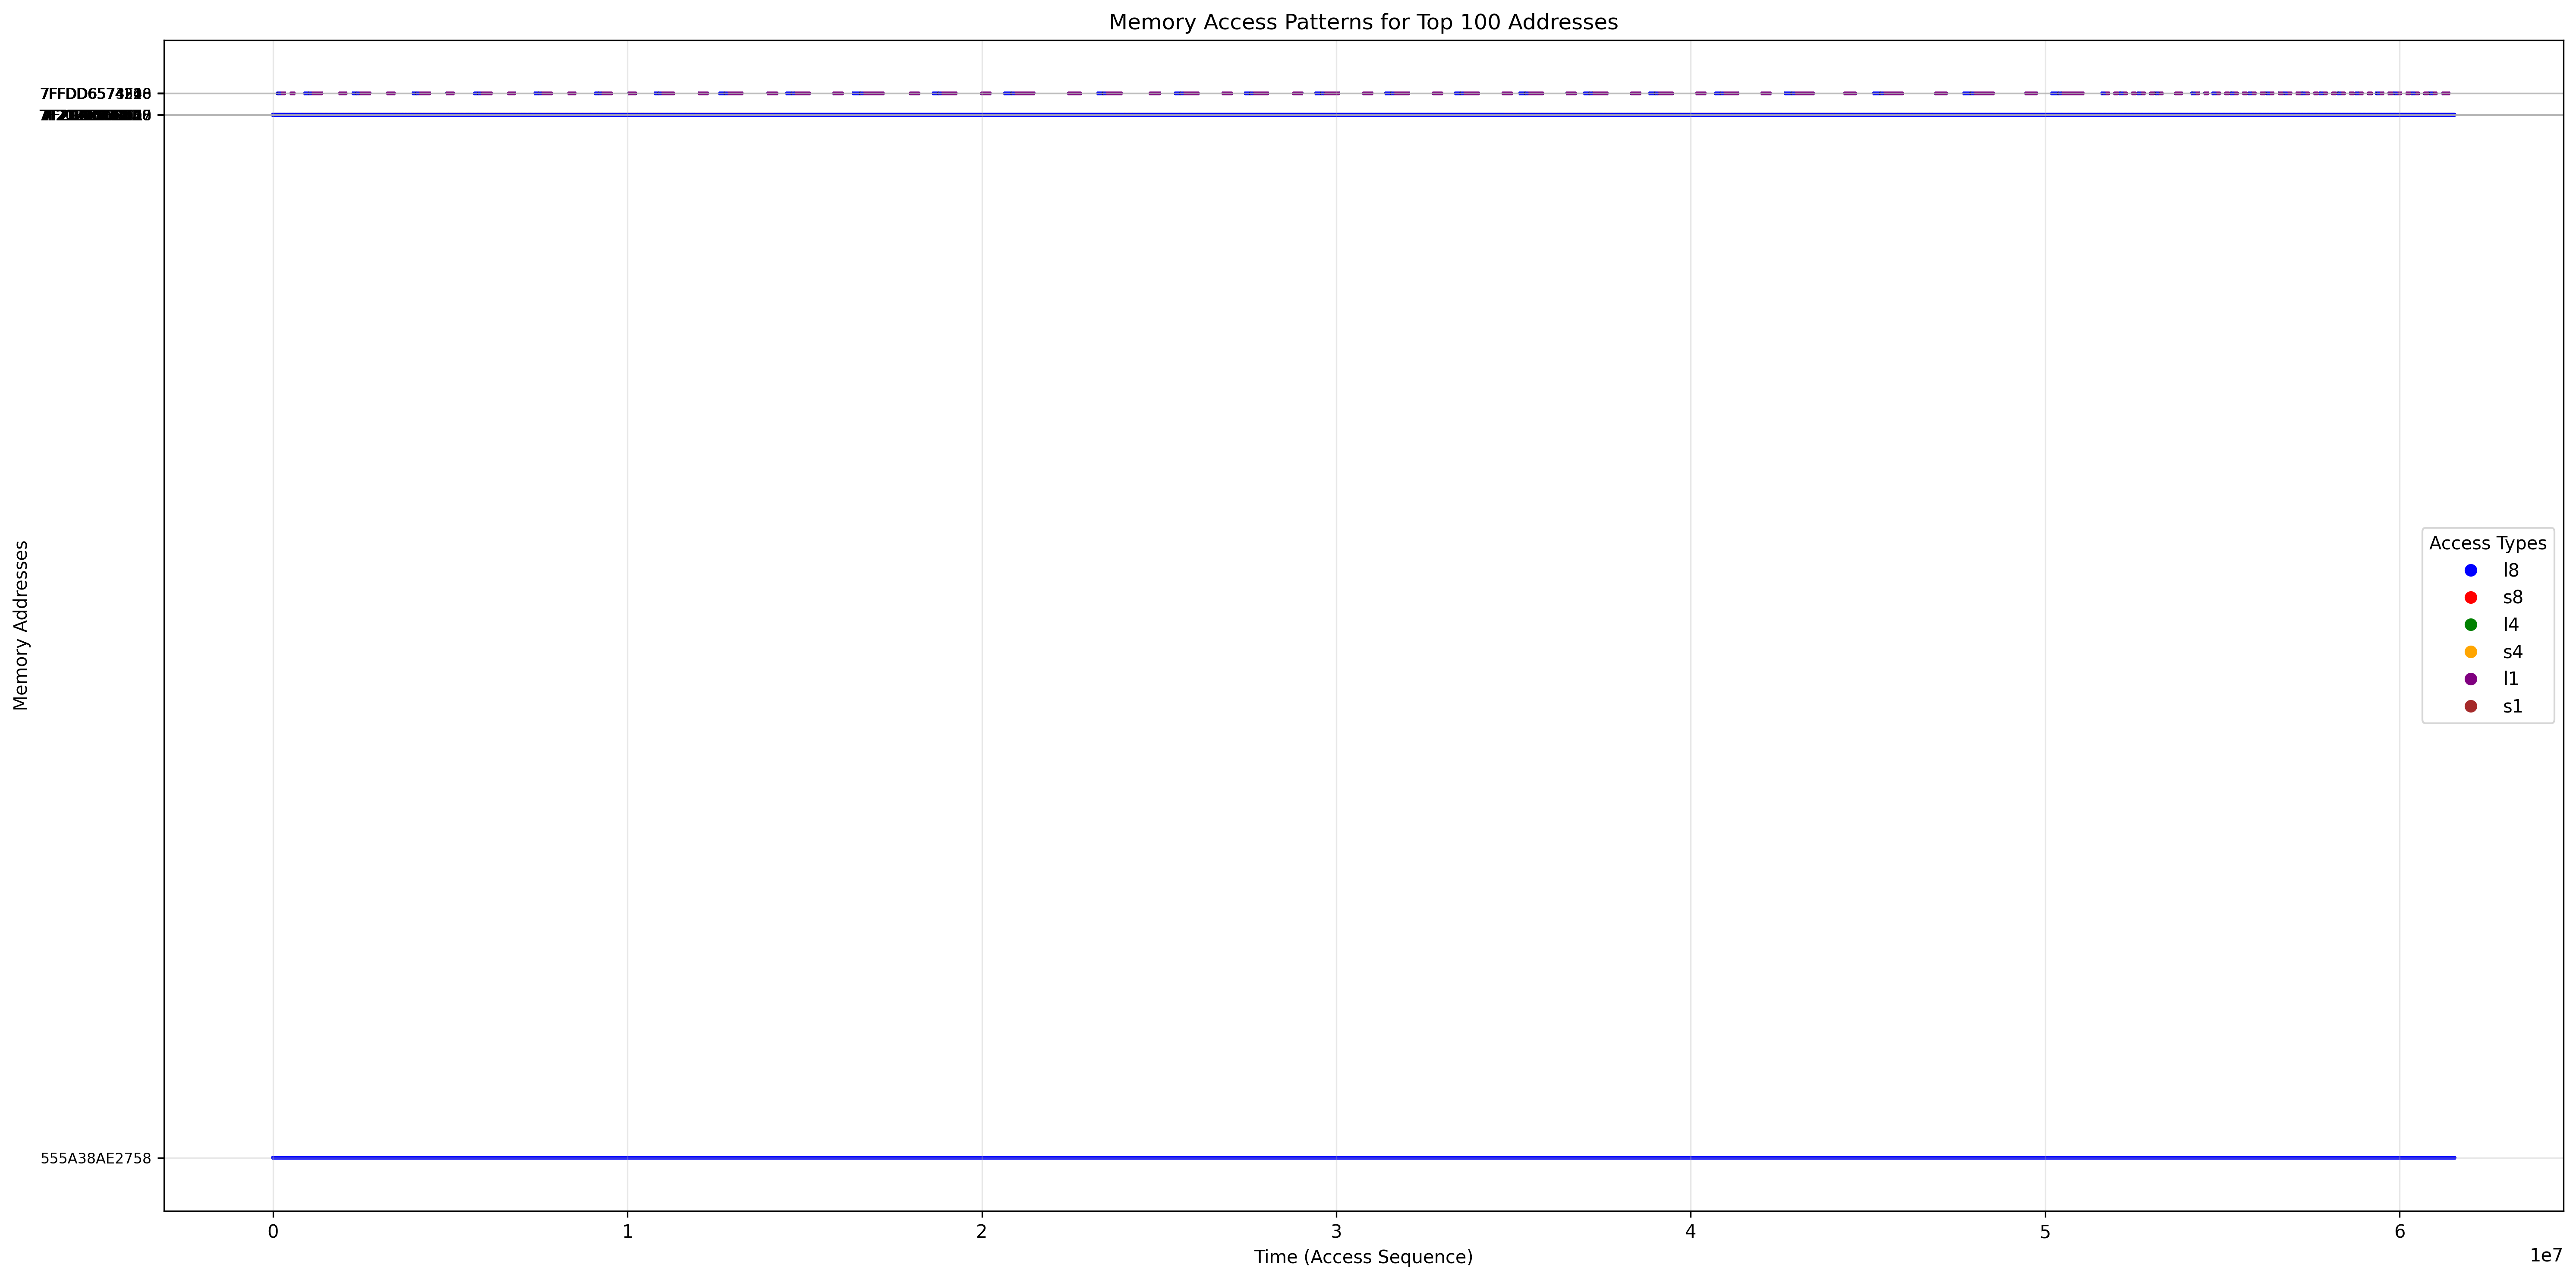 Memory Access Patterns for Top 100 Addresses
Memory Addresses
555A38AE2758
Access Types
l8
s8
l4
s4
l1
s1
0
1
2
3
4
5
6
1e7
Time (Access Sequence)